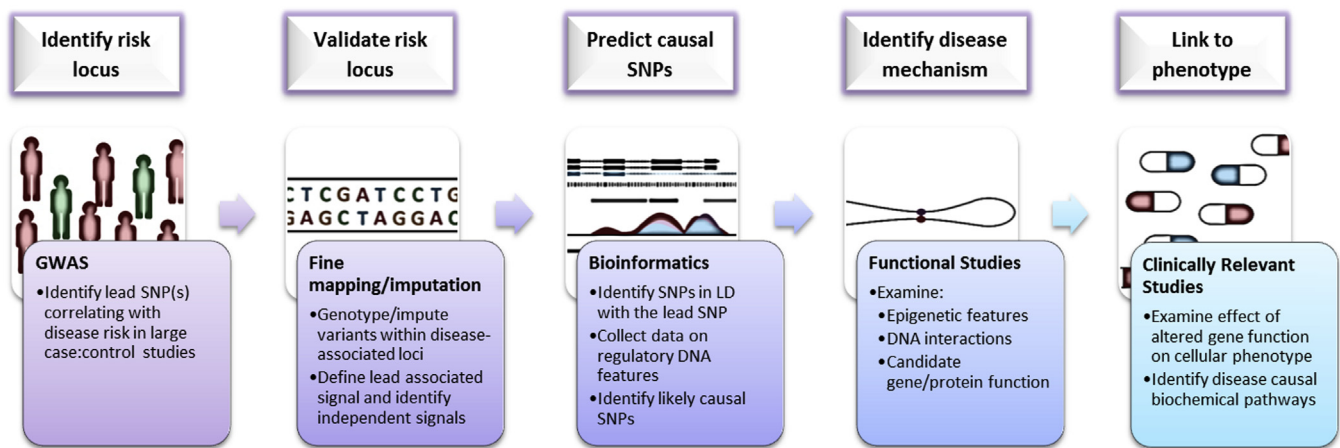 Identify risk
locus
Validate risk
locus
Predict causal
SNPs
Identify disease
mechanism
Link to
phenotype
CTCGATCCTG
GAGCTAGGAC
GWAS
•Identify lead SNP(s)
correlating with
disease risk in large
case:control studies
Fine
mapping/imputation
•Genotype/impute
variants within disease-
associated loci
•Define lead associated
signal and identify
independent signals
Bioinformatics
•Identify SNPs in LD
with the lead SNP
•Collect data on
regulatory DNA
features
•Identify likely causal
SNPs
Functional Studies
•Examine:
•Epigenetic features
•DNA interactions
•Candidate
gene/protein function
Clinically Relevant
Studies
•Examine effect of
altered gene function
on cellular phenotype
•Identify disease causal
biochemical pathways